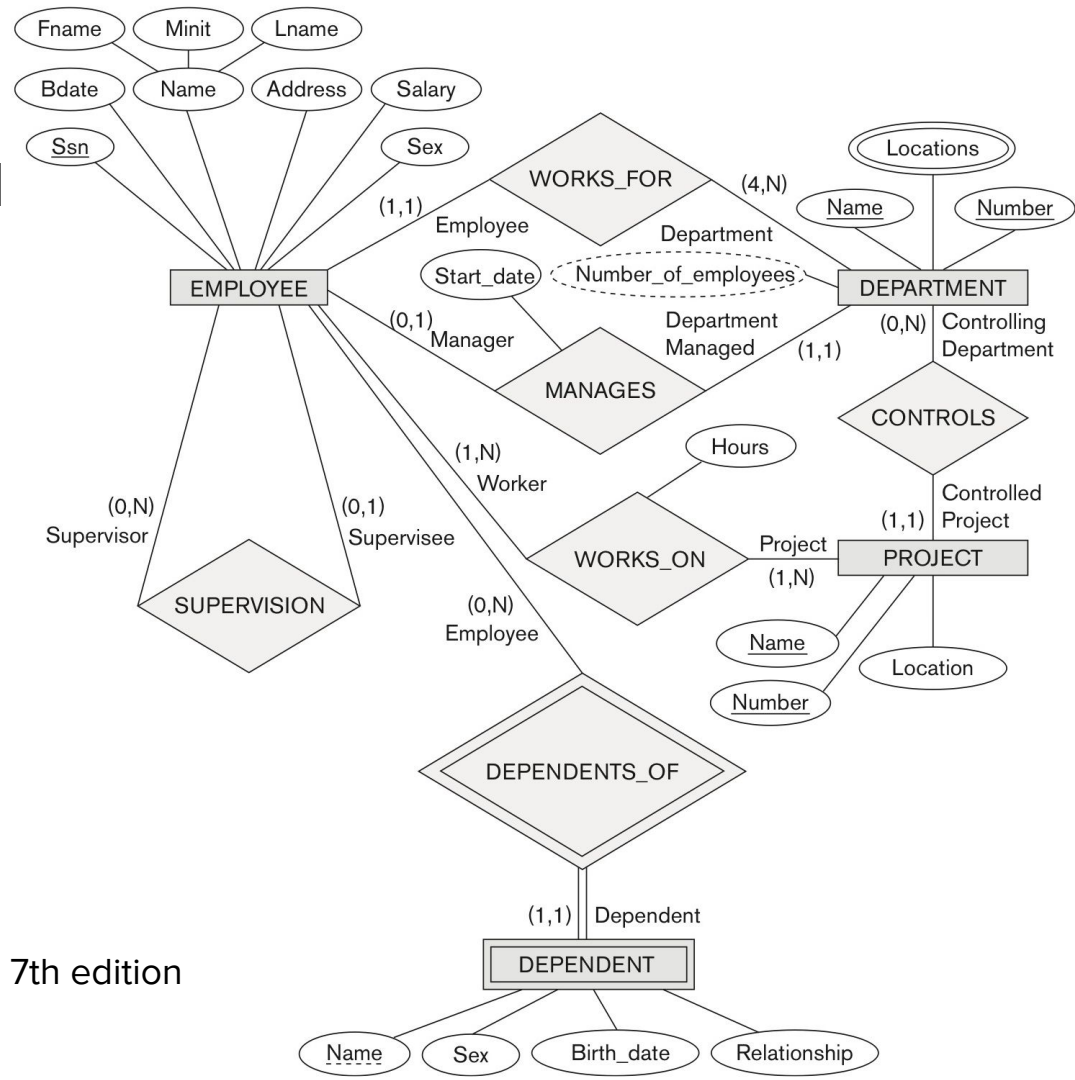 Fname
Minit
Lname
Bdate
Name
Address
Salary
Ssn
Sex
WORKS_FOR
(1,1)
Employee
(4,N)
Department
Locations
Name
Number
Start_date
Number_of_employees
EMPLOYEE
DEPARTMENT
(0,1)
Manager
Department
Managed
(1,1)
MANAGES
(0,N)
Controlling
Department
CONTROLS
(1,N)
Worker
Hours
(0,N)
Supervisor
(0,1)
Supervisee
SUPERVISION
WORKS_ON
Project
(1,N)
Controlled
Project
(1,1)
PROJECT
(0,N)
Employee
Name
Number
Location
DEPENDENTS_OF
(1,1)
Dependent
DEPENDENT
7th edition
Name
Sex
Birth_date
Relationship